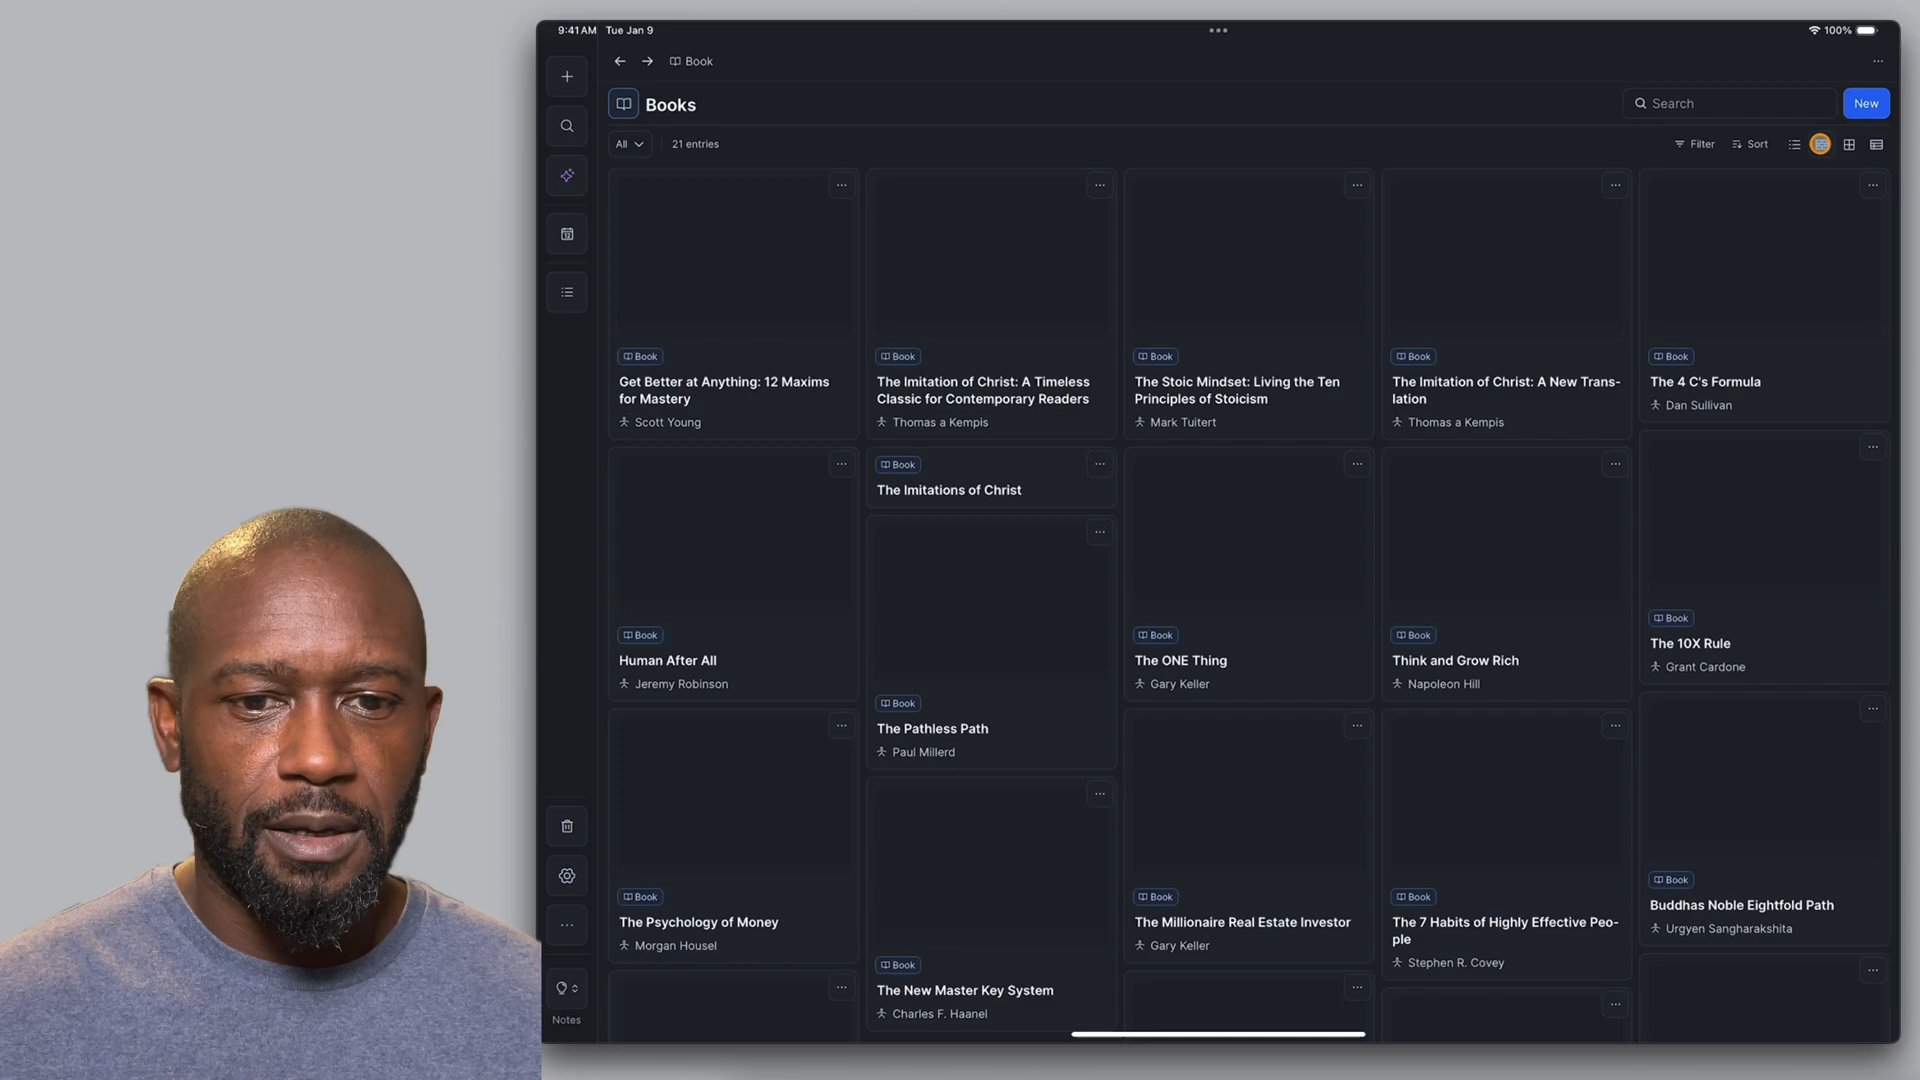 9:41 AM Tue Jan 9
100%
Book
Books
Search
New
All
21 entries
Filter
Sort
Book
Get Better at Anything: 12 Maxims
for Mastery
Scott Young
Book
The Imitation of Christ: A Timeless
Classic for Contemporary Readers
Thomas a Kempis
Book
The Stoic Mindset: Living the Ten
Principles of Stoicism
Mark Tuitert
Book
The Imitation of Christ: A New Trans-
lation
Thomas a Kempis
Book
The 4 C's Formula
Dan Sullivan
Book
Human After All
Jeremy Robinson
Book
The Imitations of Christ
Book
The Pathless Path
Paul Millerd
Book
The ONE Thing
Gary Keller
Book
Think and Grow Rich
Napoleon Hill
Book
The 10X Rule
Grant Cardone
Book
The Psychology of Money
Morgan Housel
Book
The New Master Key System
Charles F. Haanel
Book
The Millionaire Real Estate Investor
Gary Keller
Book
The 7 Habits of Highly Effective Peo-
ple
Stephen R. Covey
Book
Buddhas Noble Eightfold Path
Urgyen Sangharakshita
Notes